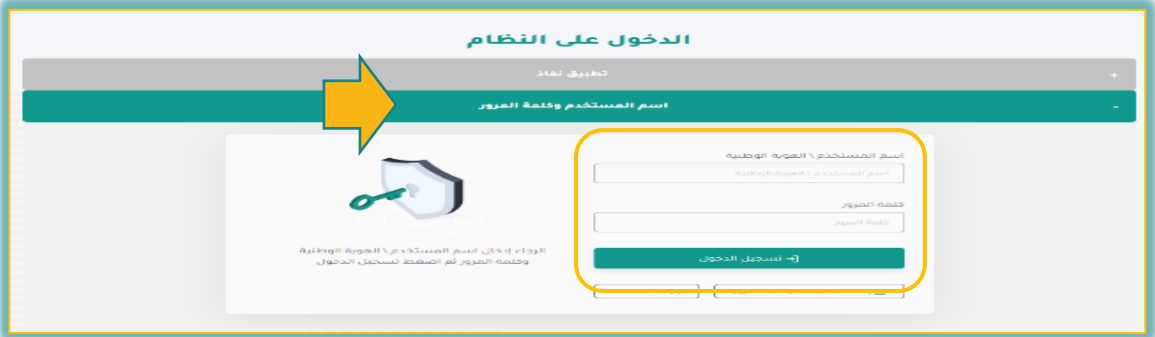 الدخول على النظام
تطبيق نفاذ +
اسم المستخدم وكلمة المرور -
اسم المستخدم \ الهوية الوطنية
اسم المستخدم \ الهوية الوطنية
كلمة المرور
كلمة المرور
تسجيل الدخول
الرجاء إدخال اسم المستخدم \ الهوية الوطنية
وكلمة المرور ثم اضغط تسجيل الدخول